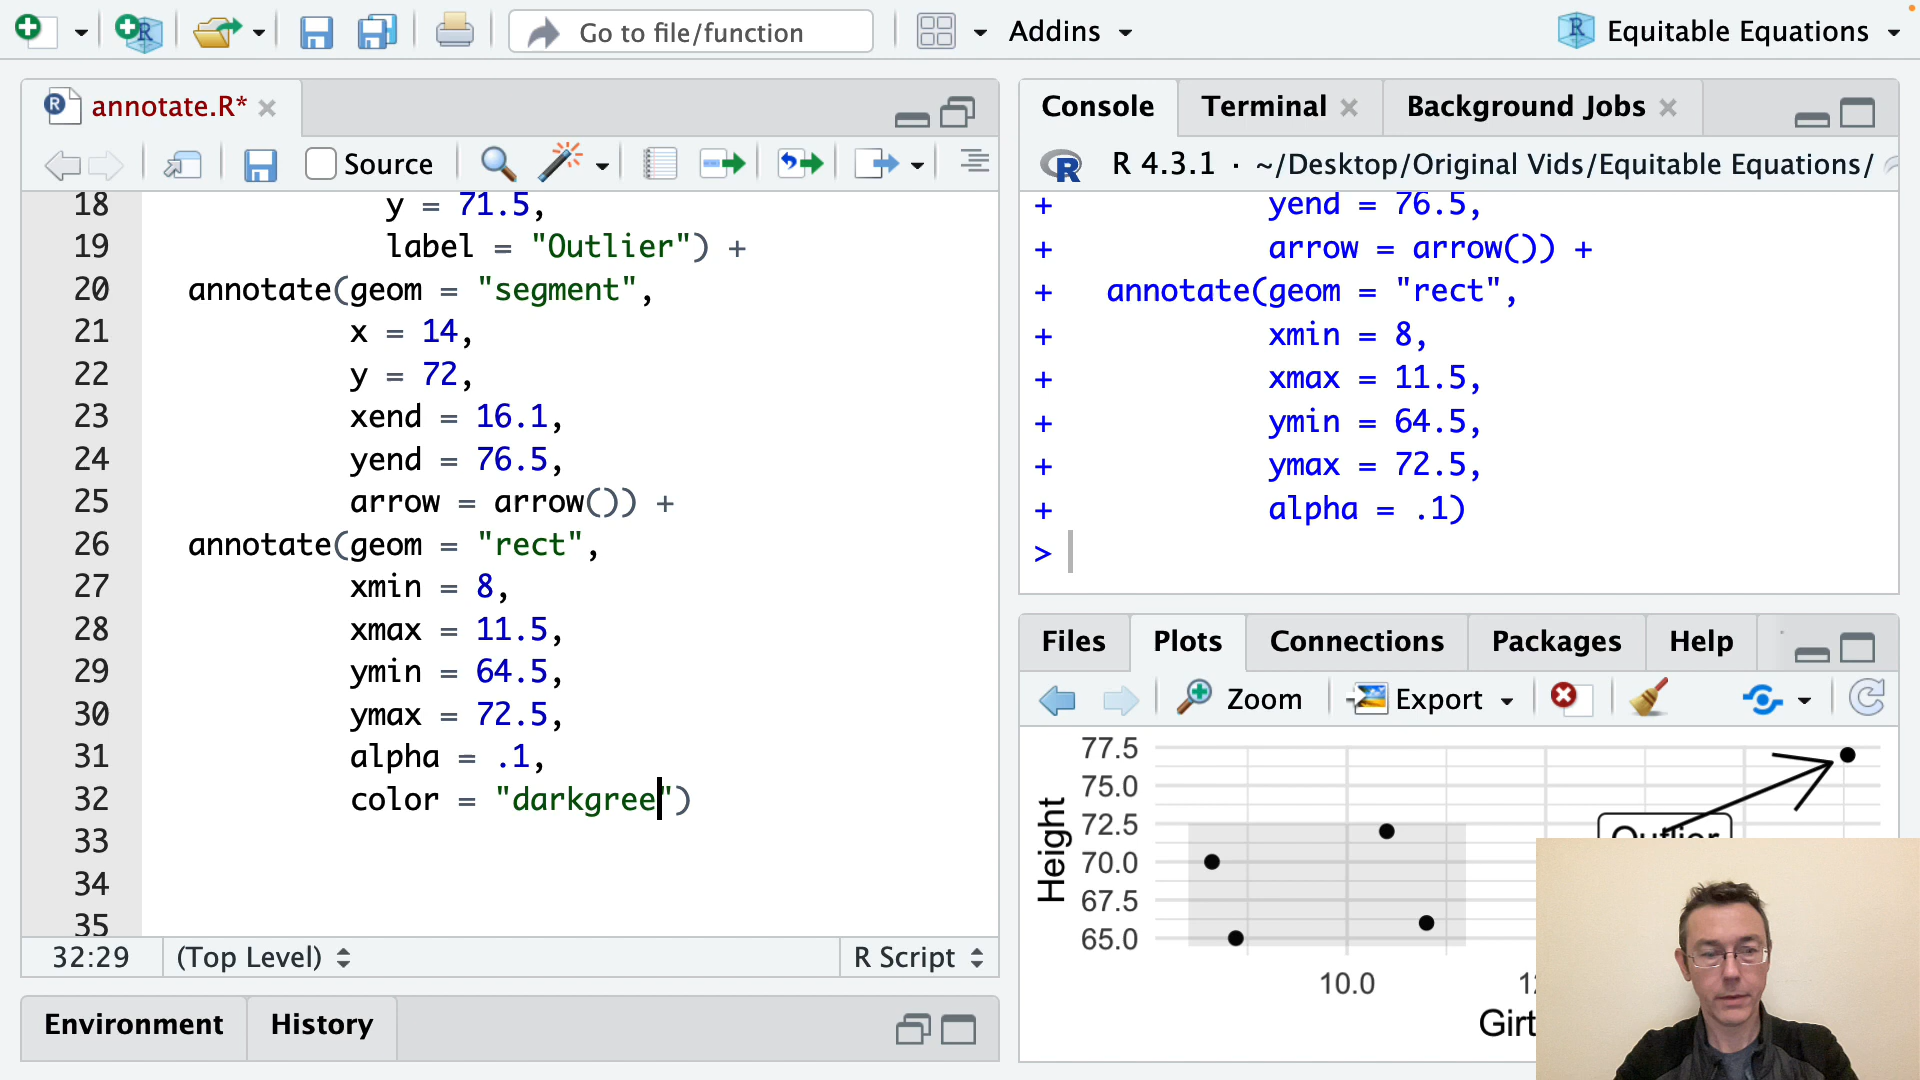 Go to file/function
Addins
Equitable Equations
annotate.R*
Source
18 y = 71.5,
19 label = "Outlier") +
20 annotate(geom = "segment",
21 x = 14,
22 y = 72,
23 xend = 16.1,
24 yend = 76.5,
25 arrow = arrow()) +
26 annotate(geom = "rect",
27 xmin = 8,
28 xmax = 11.5,
29 ymin = 64.5,
30 ymax = 72.5,
31 alpha = .1,
32 color = "darkgree")
33
34
35
32:29 (Top Level) R Script
Environment History
Console Terminal Background Jobs
R 4.3.1 · ~/Desktop/Original Vids/Equitable Equations/
+ yend = 76.5,
+ arrow = arrow()) +
+ annotate(geom = "rect",
+ xmin = 8,
+ xmax = 11.5,
+ ymin = 64.5,
+ ymax = 72.5,
+ alpha = .1)
>
Files Plots Connections Packages Help
Zoom Export
77.5
75.0
72.5
70.0
67.5
65.0
Height
Outlier
10.0